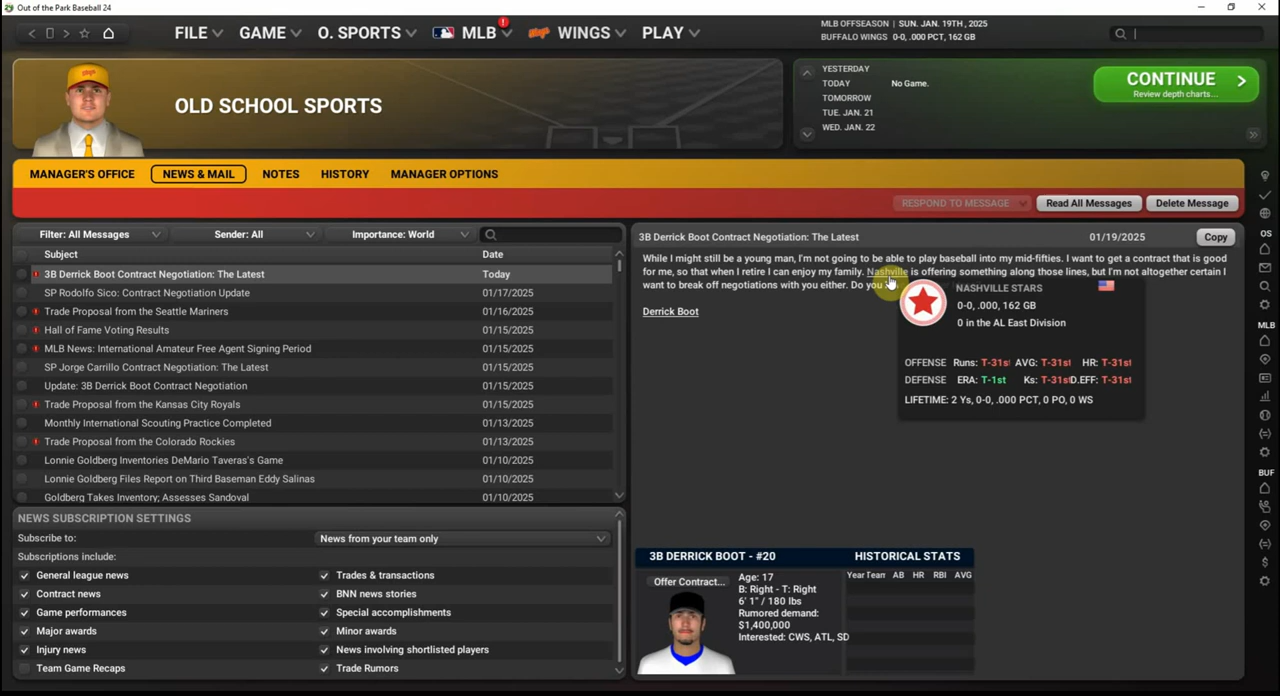 Out of the Park Baseball 24
FILE GAME O. SPORTS MLB WINGS PLAY
MLB OFFSEASON | SUN. JAN. 19TH, 2025
BUFFALO WINGS 0-0, .000 PCT, 162 GB
OLD SCHOOL SPORTS
YESTERDAY
TODAY No Game.
TOMORROW
TUE. JAN. 21
WED. JAN. 22
CONTINUE
Review depth charts...
MANAGER'S OFFICE NEWS & MAIL NOTES HISTORY MANAGER OPTIONS
RESPOND TO MESSAGE Read All Messages Delete Message
Filter: All Messages Sender: All Importance: World
Subject Date
3B Derrick Boot Contract Negotiation: The Latest Today
SP Rodolfo Sico: Contract Negotiation Update 01/17/2025
Trade Proposal from the Seattle Mariners 01/16/2025
Hall of Fame Voting Results 01/15/2025
MLB News: International Amateur Free Agent Signing Period 01/15/2025
SP Jorge Carrillo Contract Negotiation: The Latest 01/15/2025
Update: 3B Derrick Boot Contract Negotiation 01/15/2025
Trade Proposal from the Kansas City Royals 01/15/2025
Monthly International Scouting Practice Completed 01/13/2025
Trade Proposal from the Colorado Rockies 01/13/2025
Lonnie Goldberg Inventories DeMario Taveras's Game 01/10/2025
Lonnie Goldberg Files Report on Third Baseman Eddy Salinas 01/10/2025
Goldberg Takes Inventory; Assesses Sandoval 01/10/2025
NEWS SUBSCRIPTION SETTINGS
Subscribe to: News from your team only
Subscriptions include:
General league news Trades & transactions
Contract news BNN news stories
Game performances Special accomplishments
Major awards Minor awards
Injury news News involving shortlisted players
Team Game Recaps Trade Rumors
3B Derrick Boot Contract Negotiation: The Latest 01/19/2025 Copy
While I might still be a young man, I'm not going to be able to play baseball into my mid-fifties. I want to get a contract that is good
for me, so that when I retire I can enjoy my family. Nashville is offering something along those lines, but I'm not altogether certain I
want to break off negotiations with you either. Do you
Derrick Boot
NASHVILLE STARS
0-0, .000, 162 GB
0 in the AL East Division
OFFENSE Runs: T-31st AVG: T-31st HR: T-31st
DEFENSE ERA: T-1st Ks: T-31st D.EFF: T-31st
LIFETIME: 2 Ys, 0-0, .000 PCT, 0 PO, 0 WS
3B DERRICK BOOT - #20 HISTORICAL STATS
Offer Contract...
Age: 17
B: Right - T: Right
6' 1" / 180 lbs
Rumored demand:
$1,400,000
Interested: CWS, ATL, SD
Year Team AB HR RBI AVG
OS
MLB
BUF